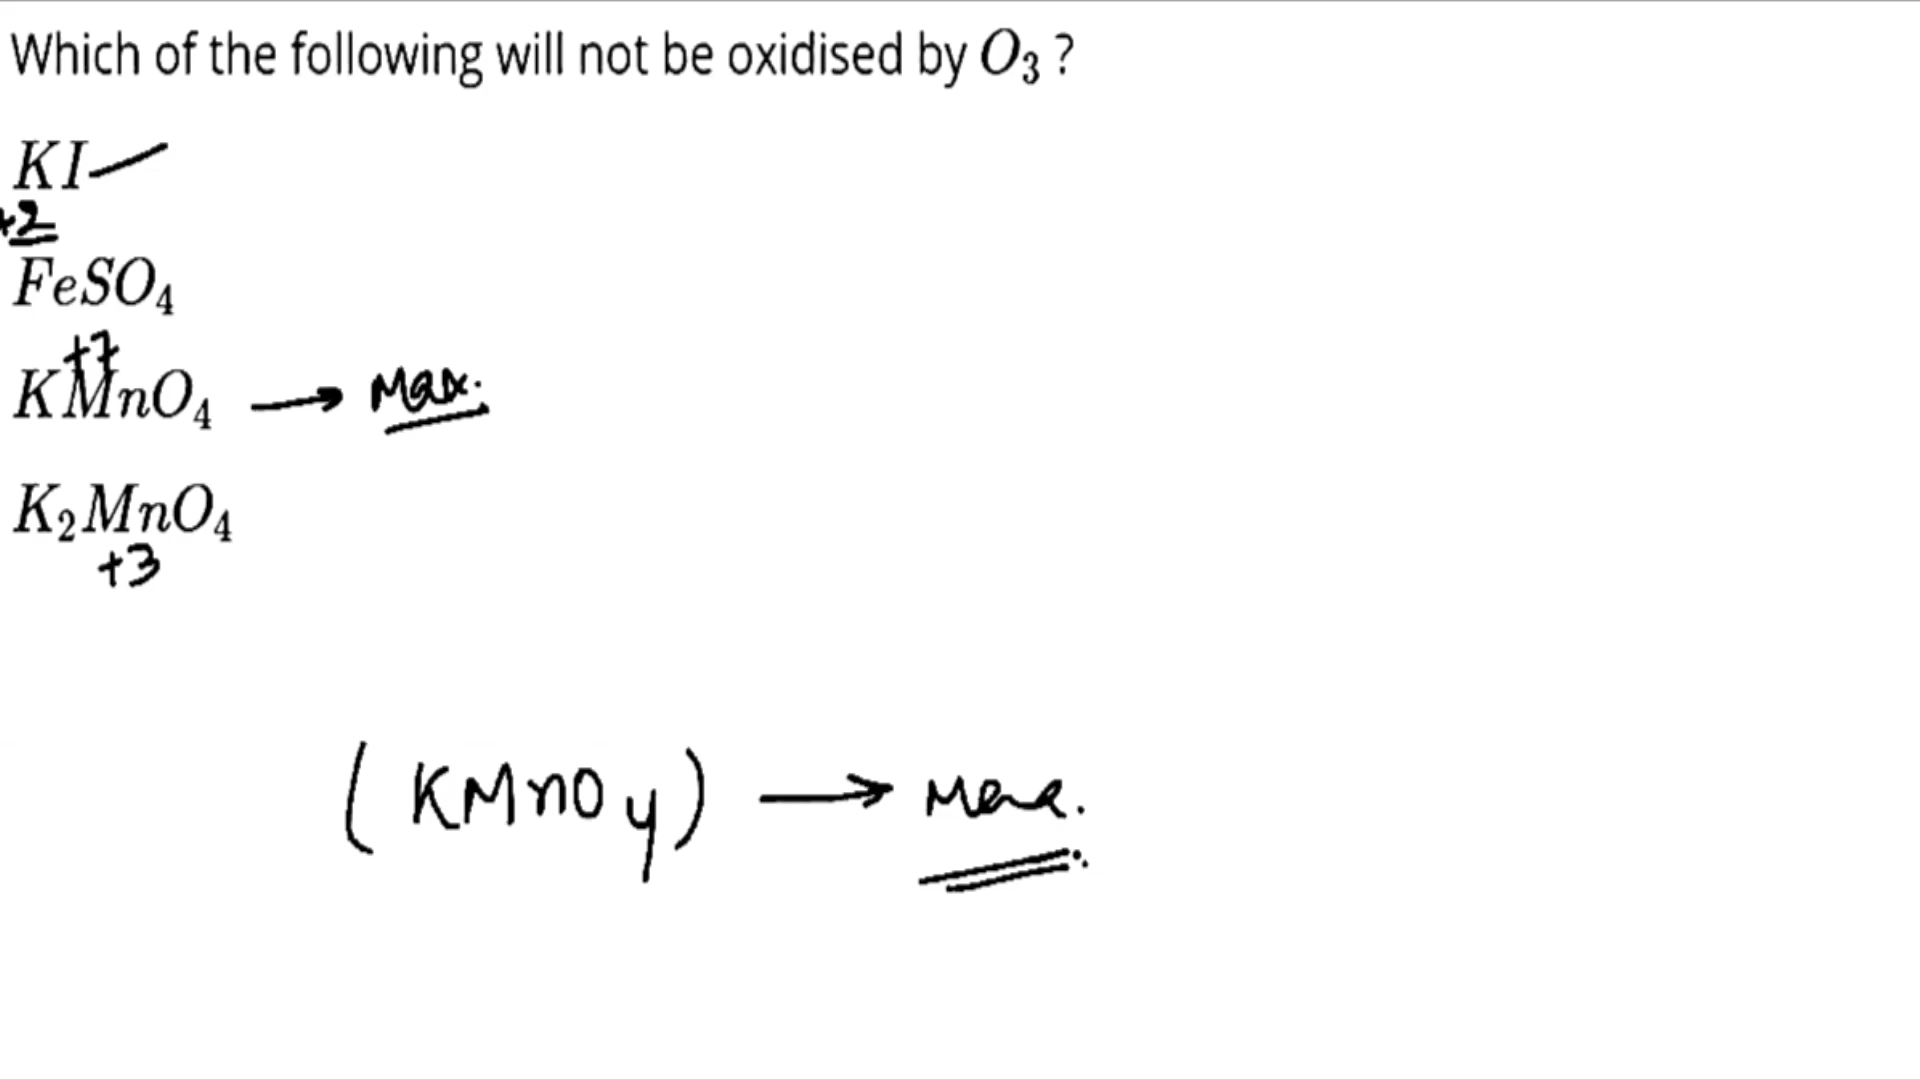 Which of the following will not be oxidised by O₃ ?
KI
+2
FeSO₄
+7
KMnO₄ → Max.
K₂MnO₄
+3
(KMnO₄) → Max.